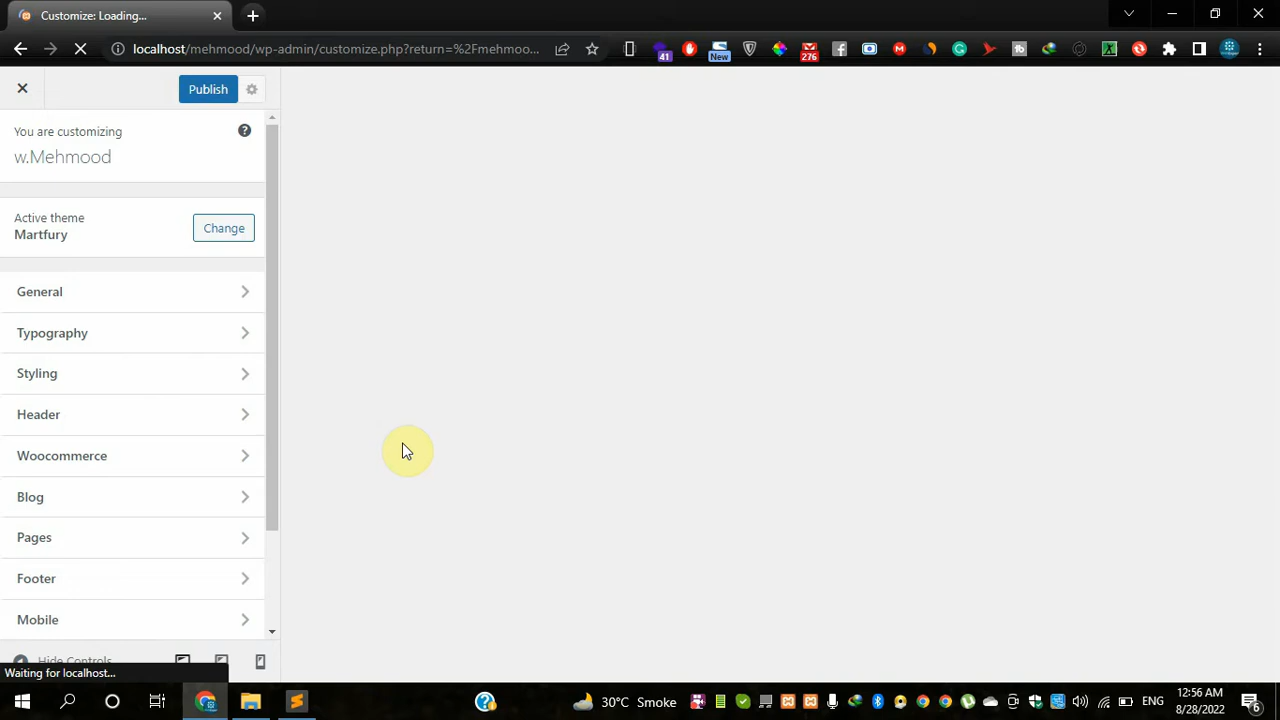 Customize: Loading...
localhost/mehmood/wp-admin/customize.php?return=%2Fmehmoo...
41
New
276
Publish
You are customizing
w.Mehmood
Active theme
Martfury
Change
General
Typography
Styling
Header
Woocommerce
Blog
Pages
Footer
Mobile
Hide Controls
Waiting for localhost...
30°C Smoke
ENG
12:56 AM
8/28/2022
6